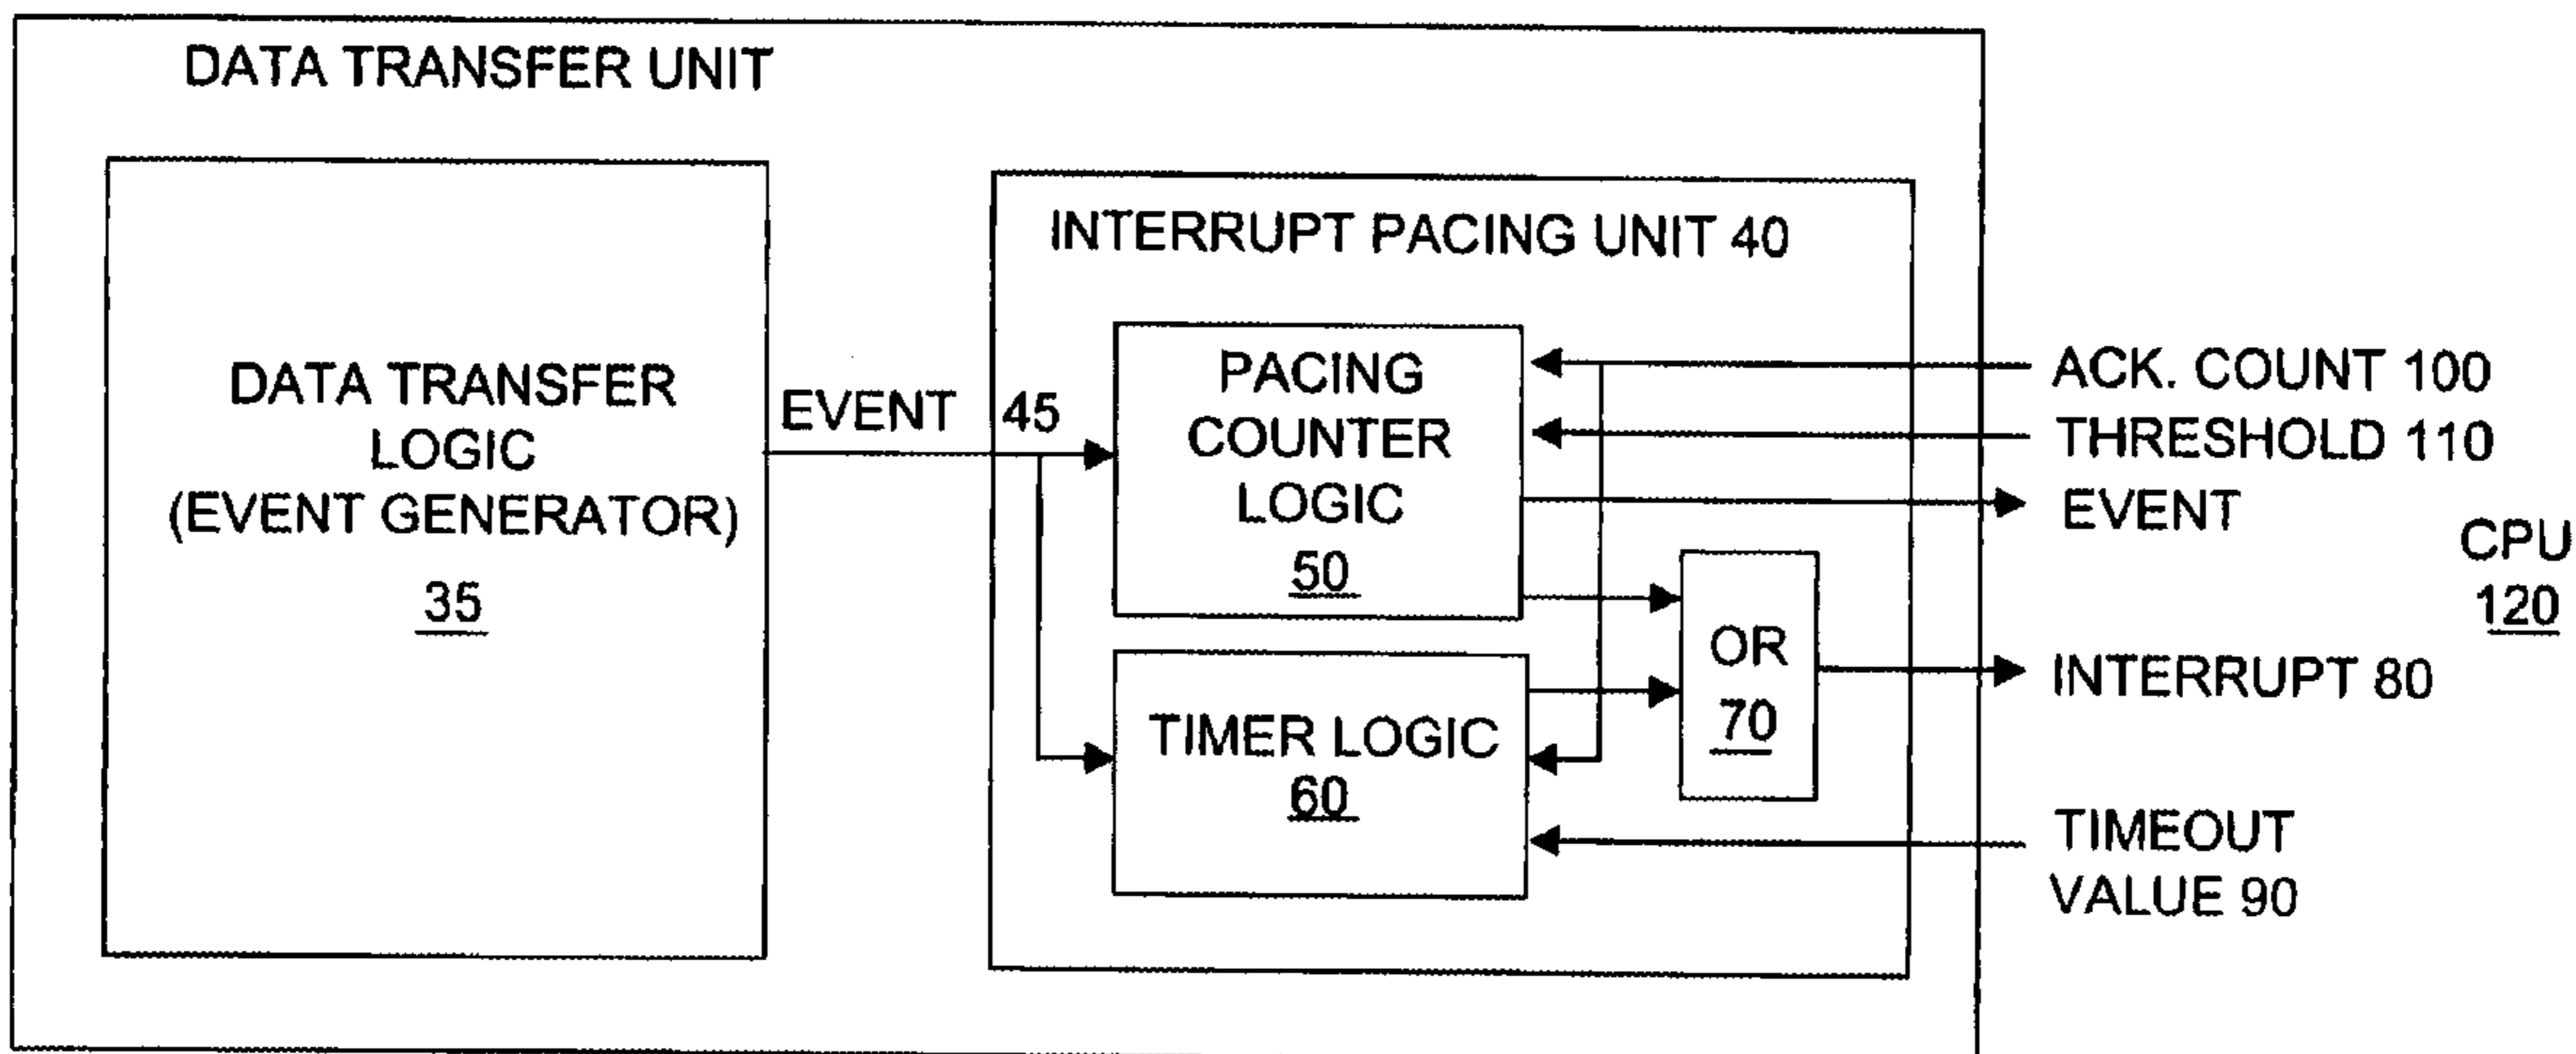 DATA TRANSFER UNIT
DATA TRANSFER
LOGIC
(EVENT GENERATOR)
35
EVENT 45
INTERRUPT PACING UNIT 40
PACING
COUNTER
LOGIC
50
TIMER LOGIC
60
OR
70
ACK. COUNT 100
THRESHOLD 110
EVENT
CPU
120
INTERRUPT 80
TIMEOUT
VALUE 90